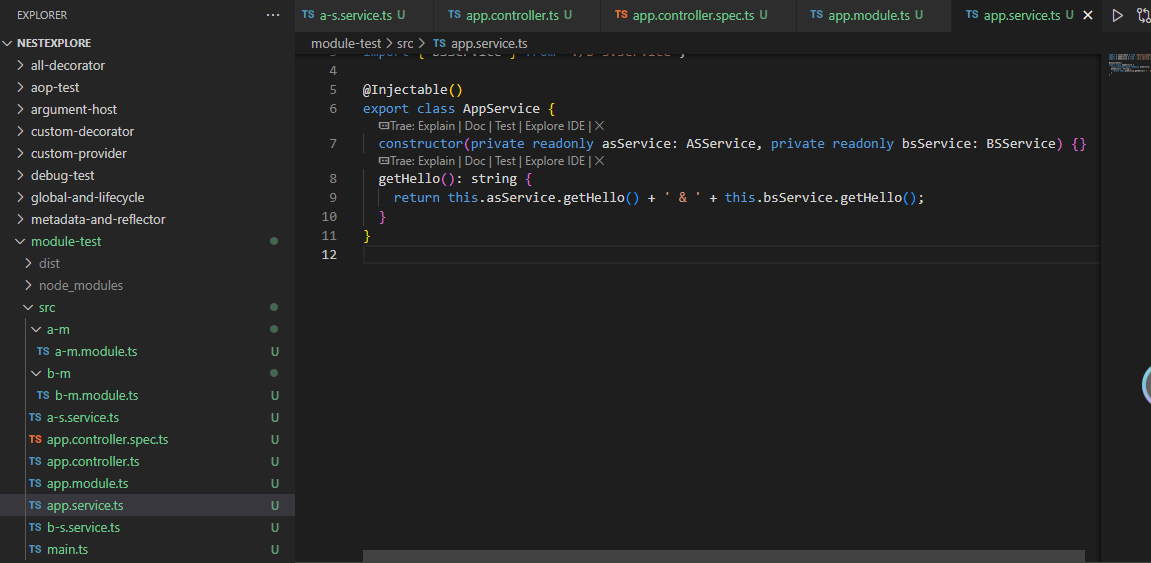 EXPLORER ...
TS a-s.service.ts U TS app.controller.ts U TS app.controller.spec.ts U TS app.module.ts U TS app.service.ts U
NESTEXPLORE
module-test > src > TS app.service.ts
all-decorator
aop-test
argument-host
custom-decorator
custom-provider
debug-test
global-and-lifecycle
metadata-and-reflector
module-test
dist
node_modules
src
a-m
TS a-m.module.ts U
b-m
TS b-m.module.ts U
TS a-s.service.ts U
TS app.controller.spec.ts U
TS app.controller.ts U
TS app.module.ts U
TS app.service.ts U
TS b-s.service.ts U
TS main.ts U
4
5 @Injectable()
6 export class AppService {
Trae: Explain | Doc | Test | Explore IDE | X
7 constructor(private readonly asService: ASService, private readonly bsService: BSService) {}
Trae: Explain | Doc | Test | Explore IDE | X
8 getHello(): string {
9 return this.asService.getHello() + ' & ' + this.bsService.getHello();
10 }
11 }
12